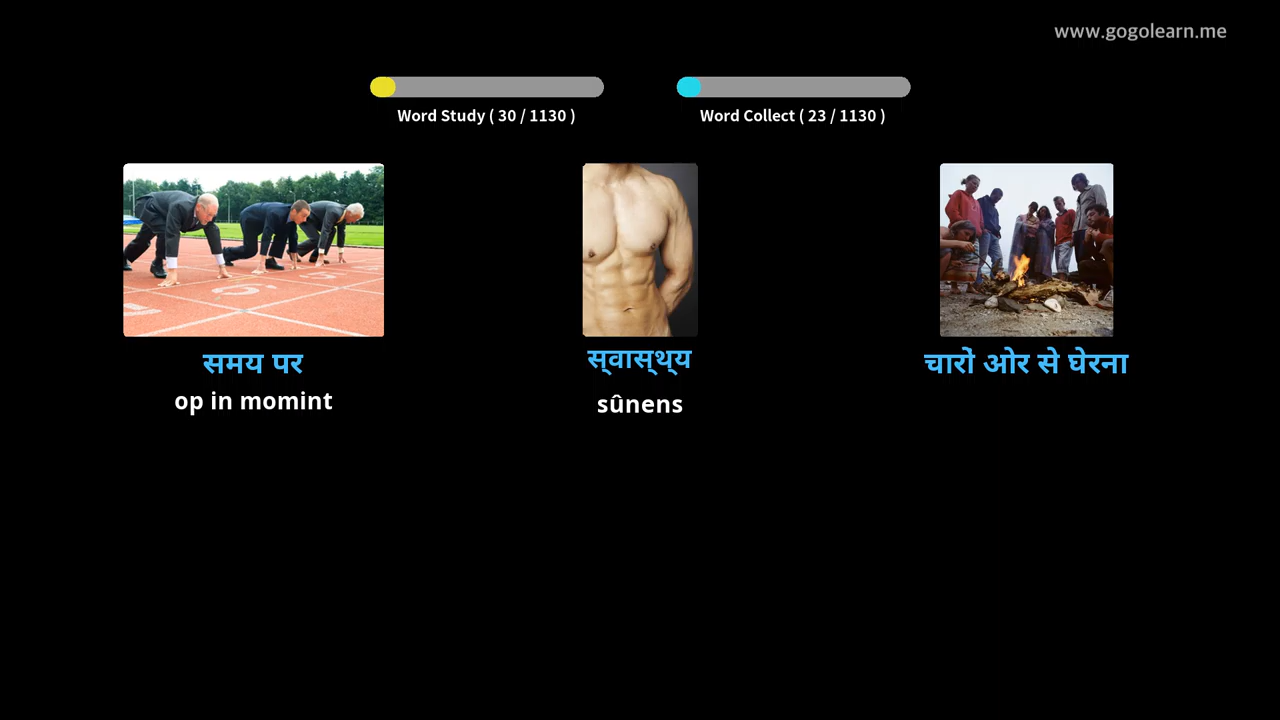 www.gogolearn.me
Word Study ( 30 / 1130 )
Word Collect ( 23 / 1130 )
समय पर
स्वास्थ्य
चारों ओर से घेरना
op in momint
sûnens